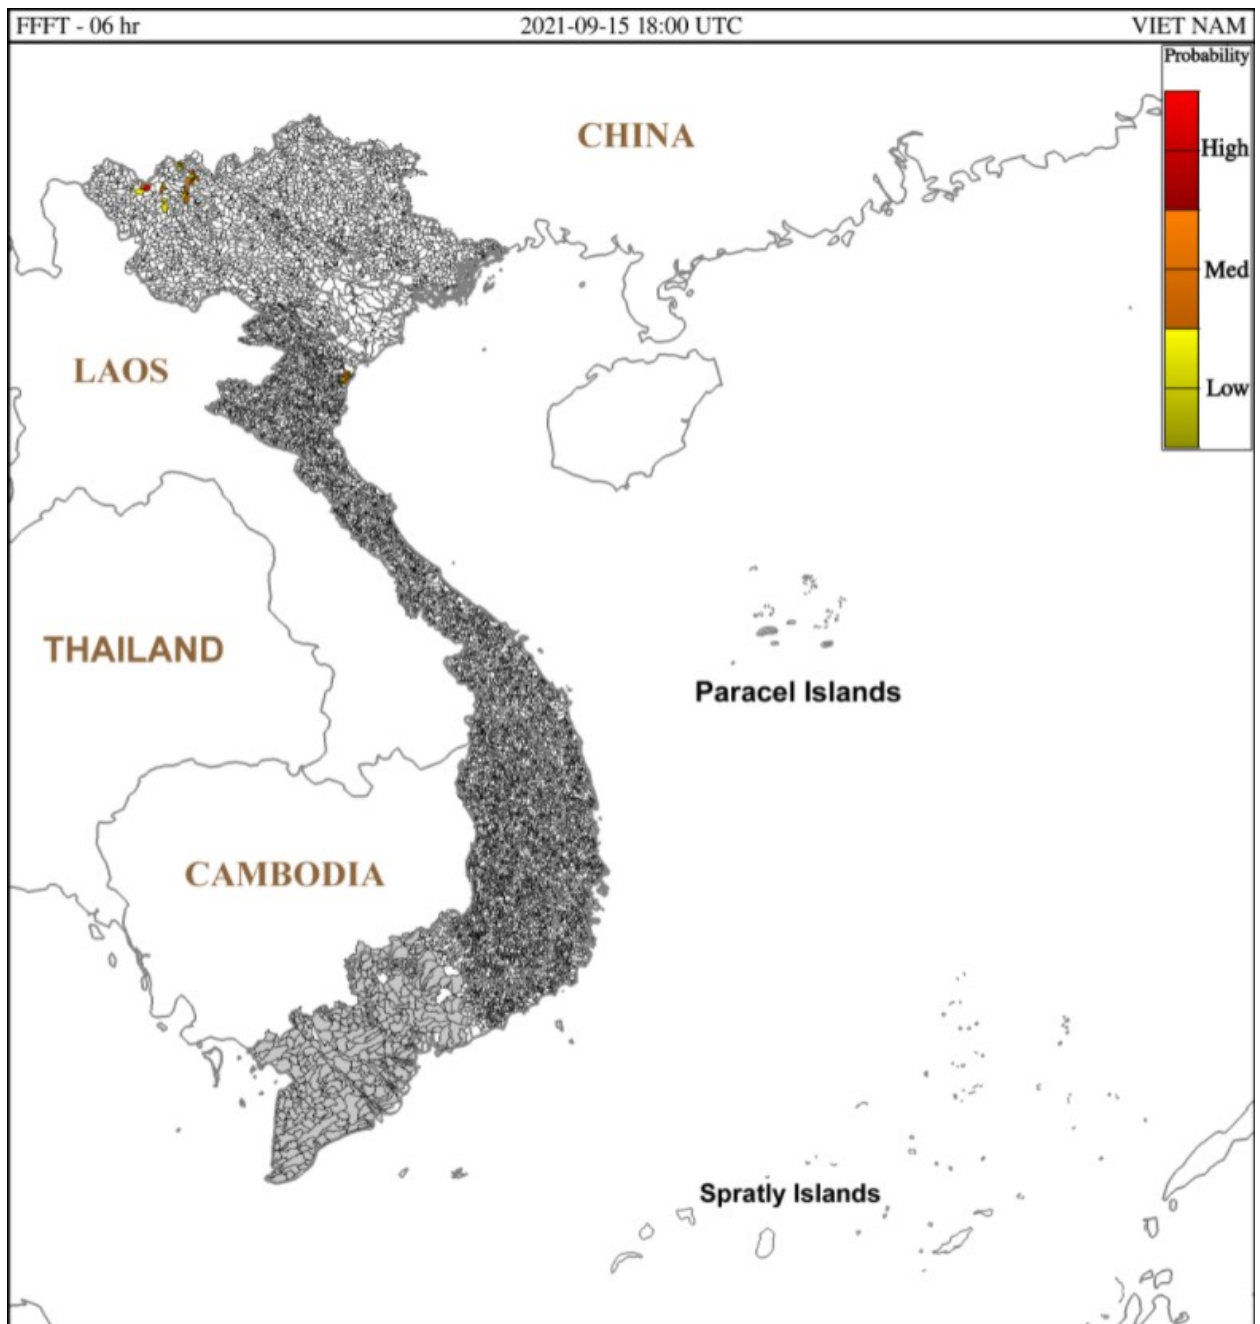 FFFT - 06 hr 2021-09-15 18:00 UTC VIET NAM
Probability
CHINA
High
Med
LAOS
Low
THAILAND
Paracel Islands
CAMBODIA
Spratly Islands